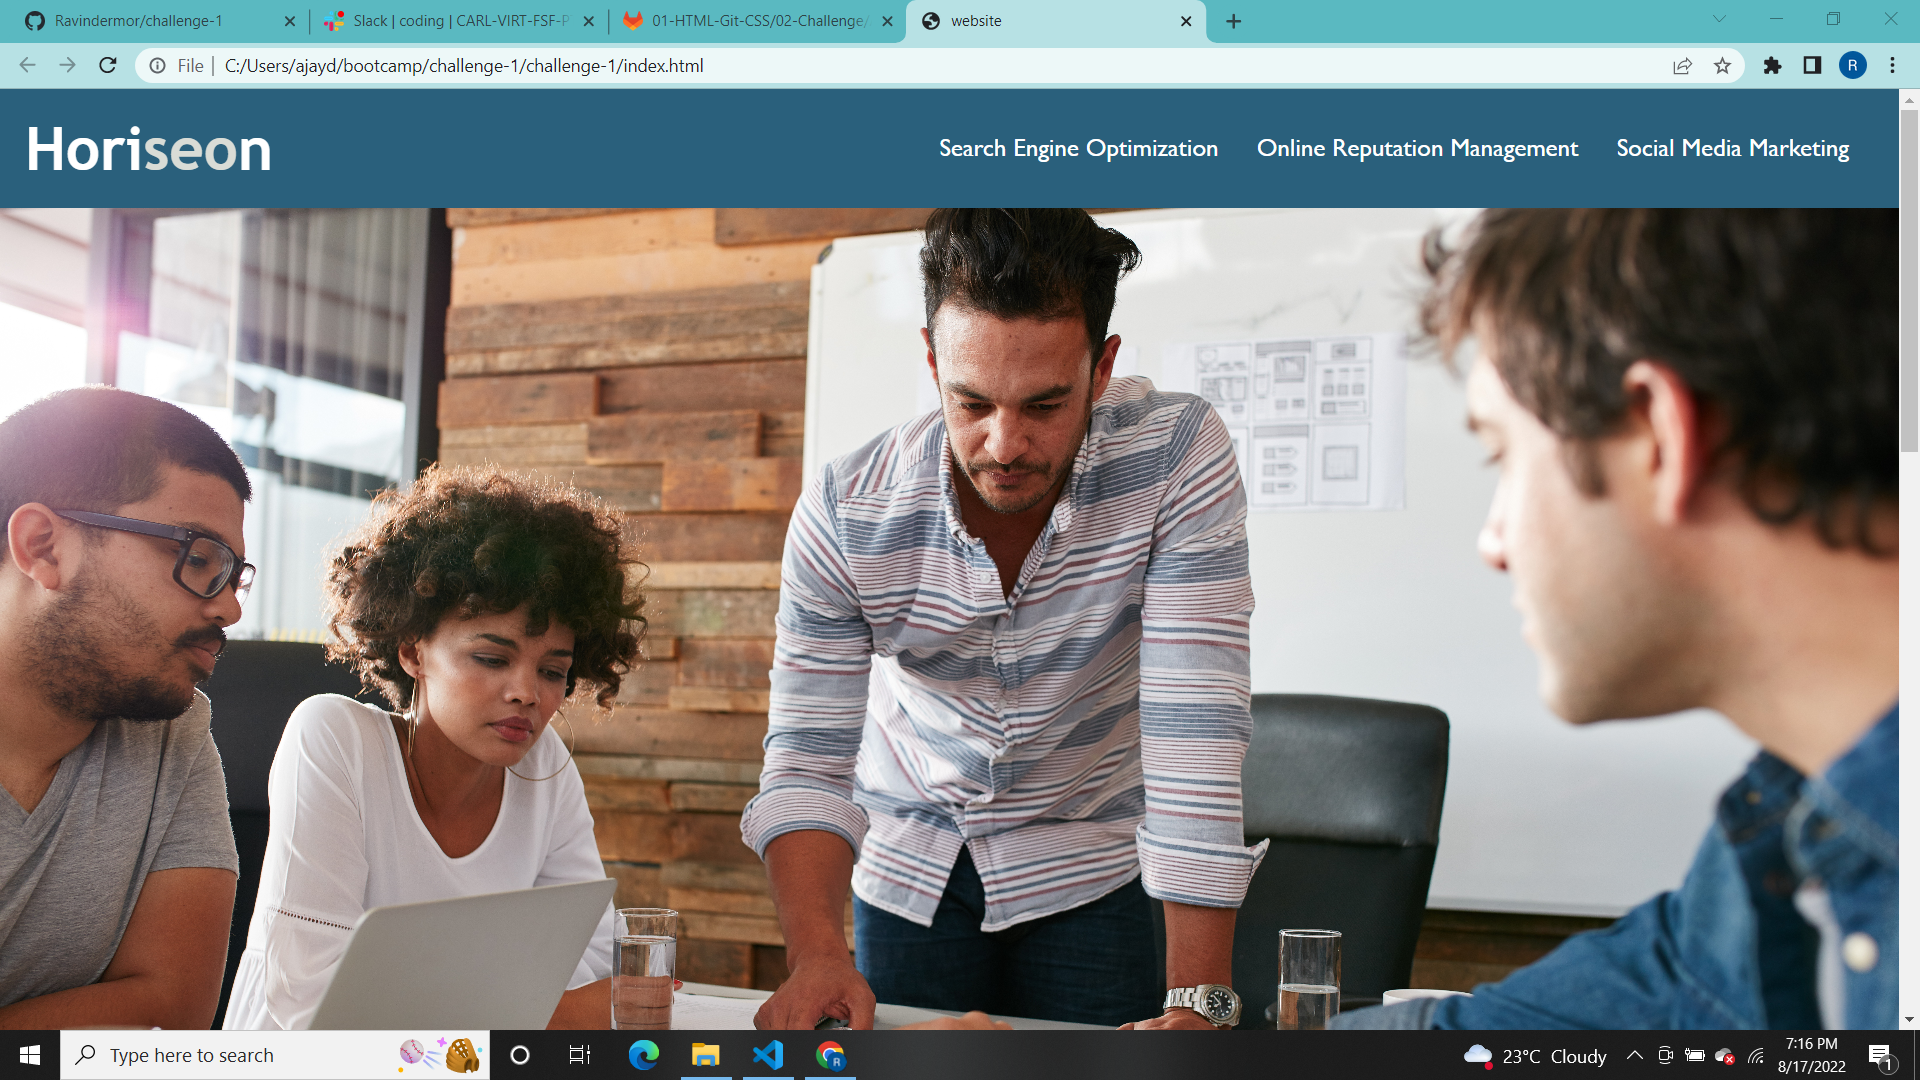 Ravindermor/challenge-1
Slack | coding | CARL-VIRT-FSF-P
01-HTML-Git-CSS/02-Challenge/
website
File | C:/Users/ajayd/bootcamp/challenge-1/challenge-1/index.html
R
Horiseon
Search Engine Optimization
Online Reputation Management
Social Media Marketing
Type here to search
R
23°C Cloudy
7:16 PM
8/17/2022
1